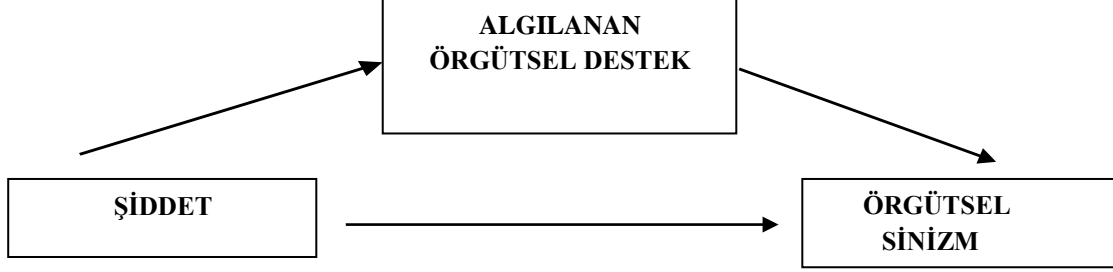 ALGILANAN
ÖRGÜTSEL DESTEK
ŞİDDET
ÖRGÜTSEL
SİNİZM